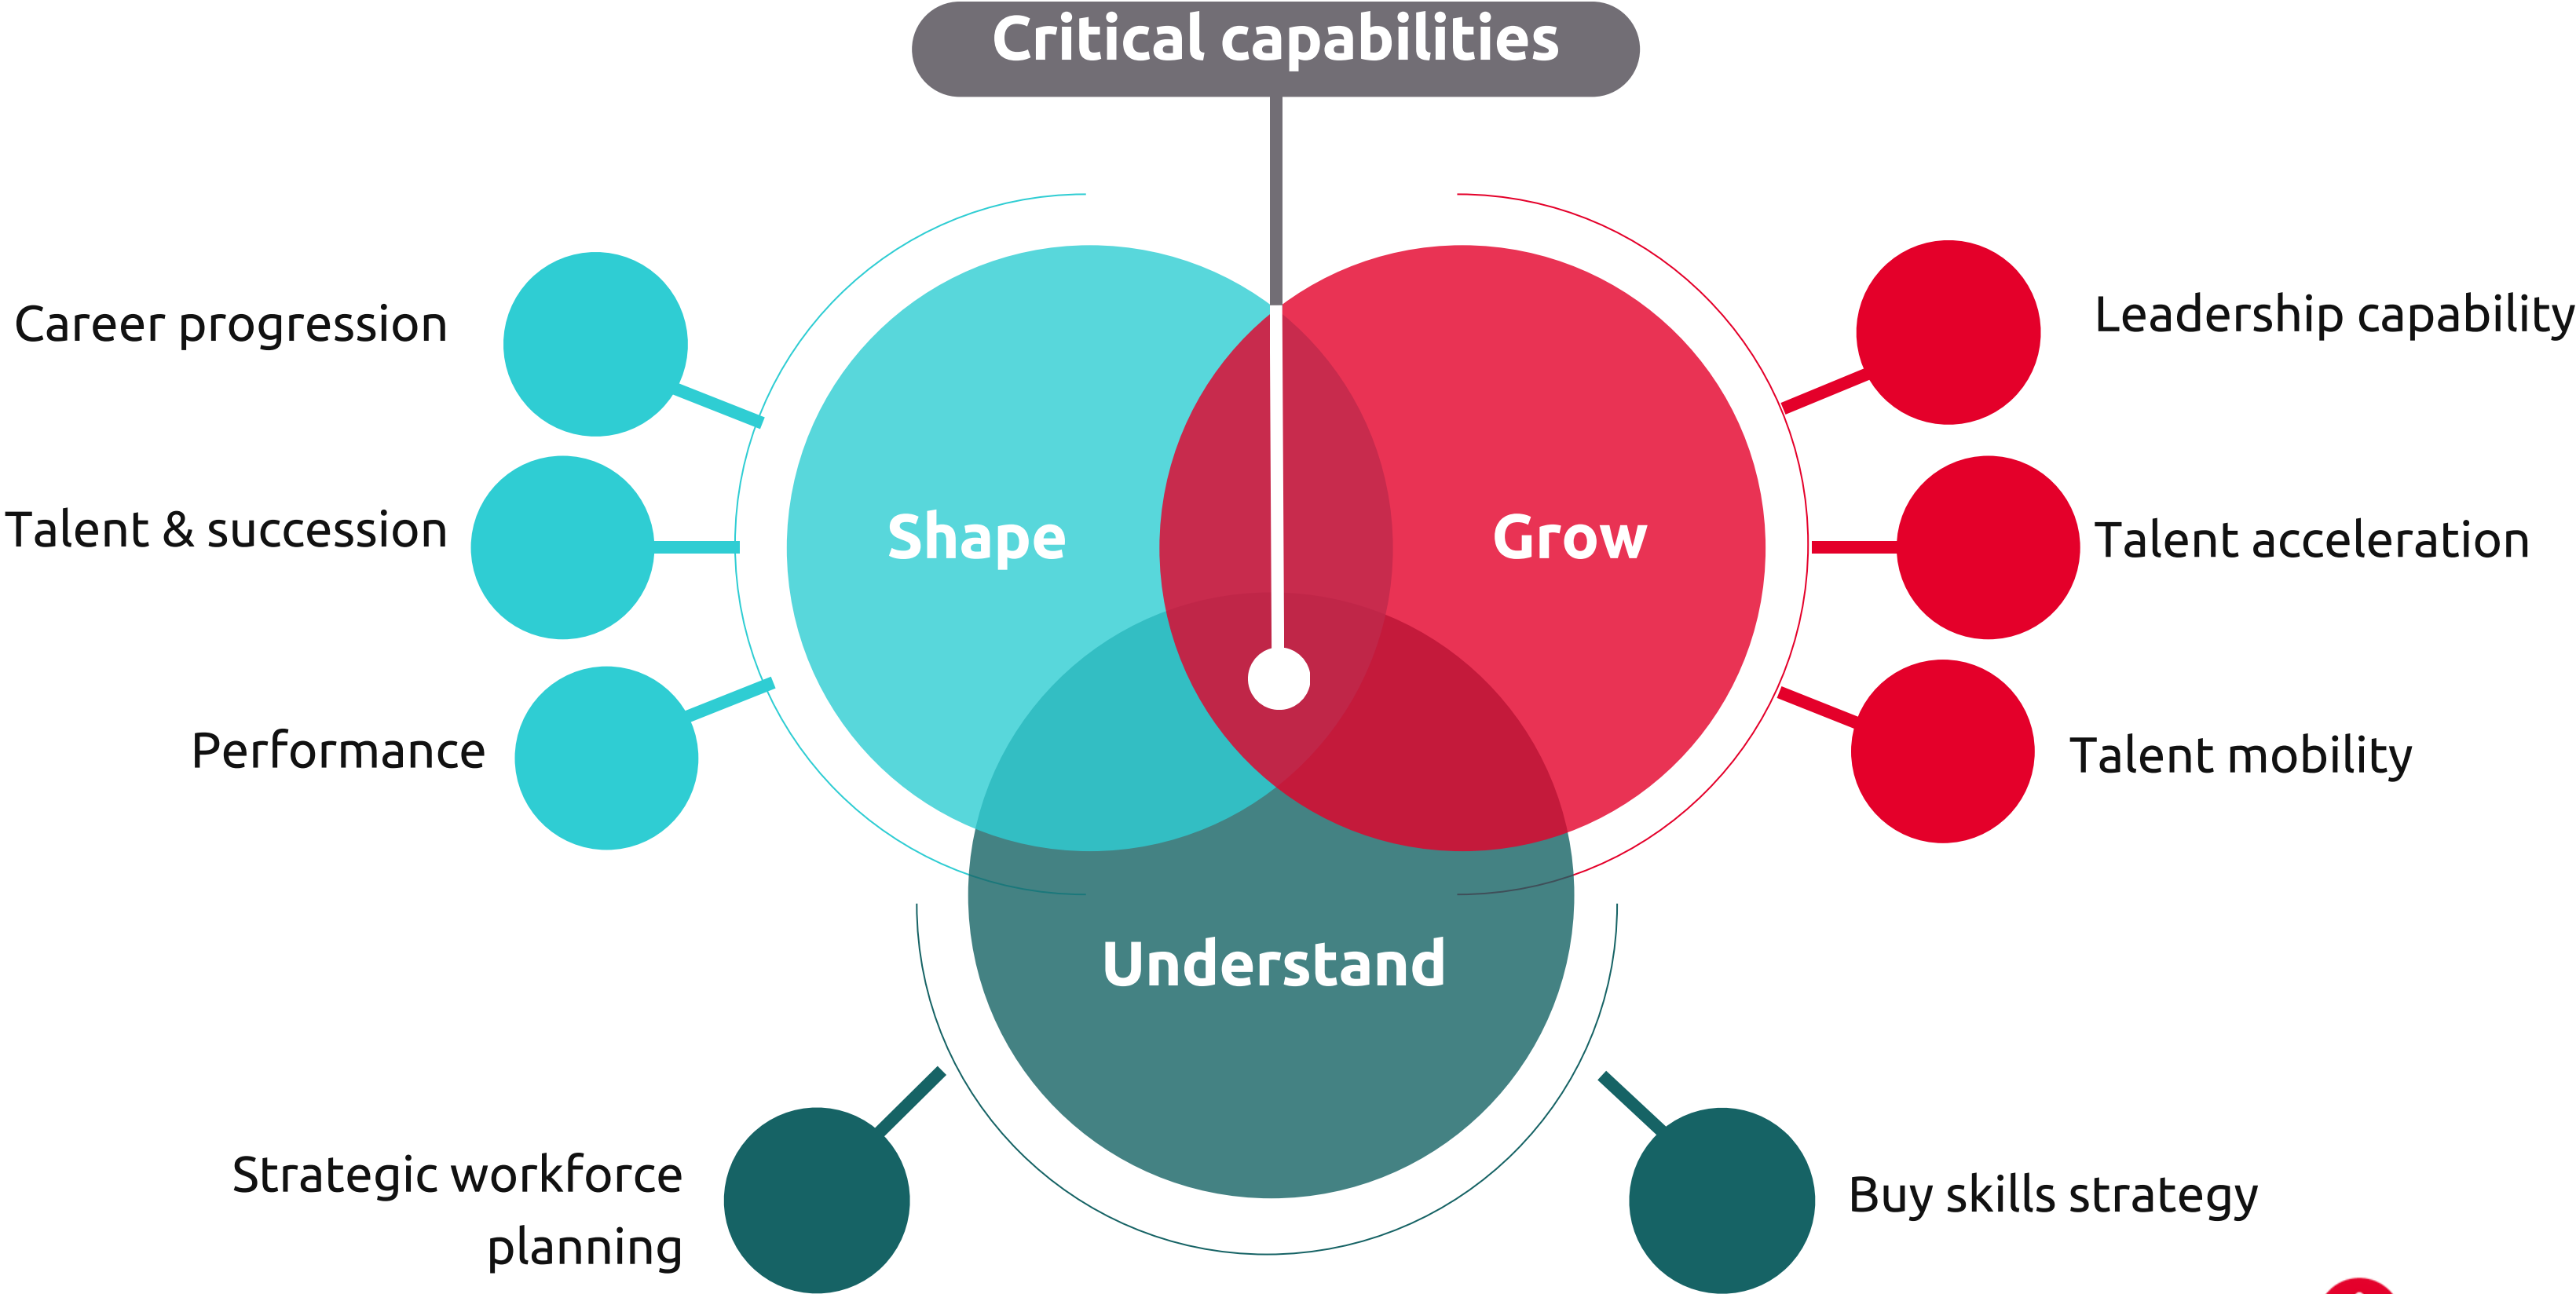 Critical capabilities
Career progression
Leadership capability
Talent & succession
Shape
Grow
Talent acceleration
Performance
Talent mobility
Understand
Strategic workforce
planning
Buy skills strategy